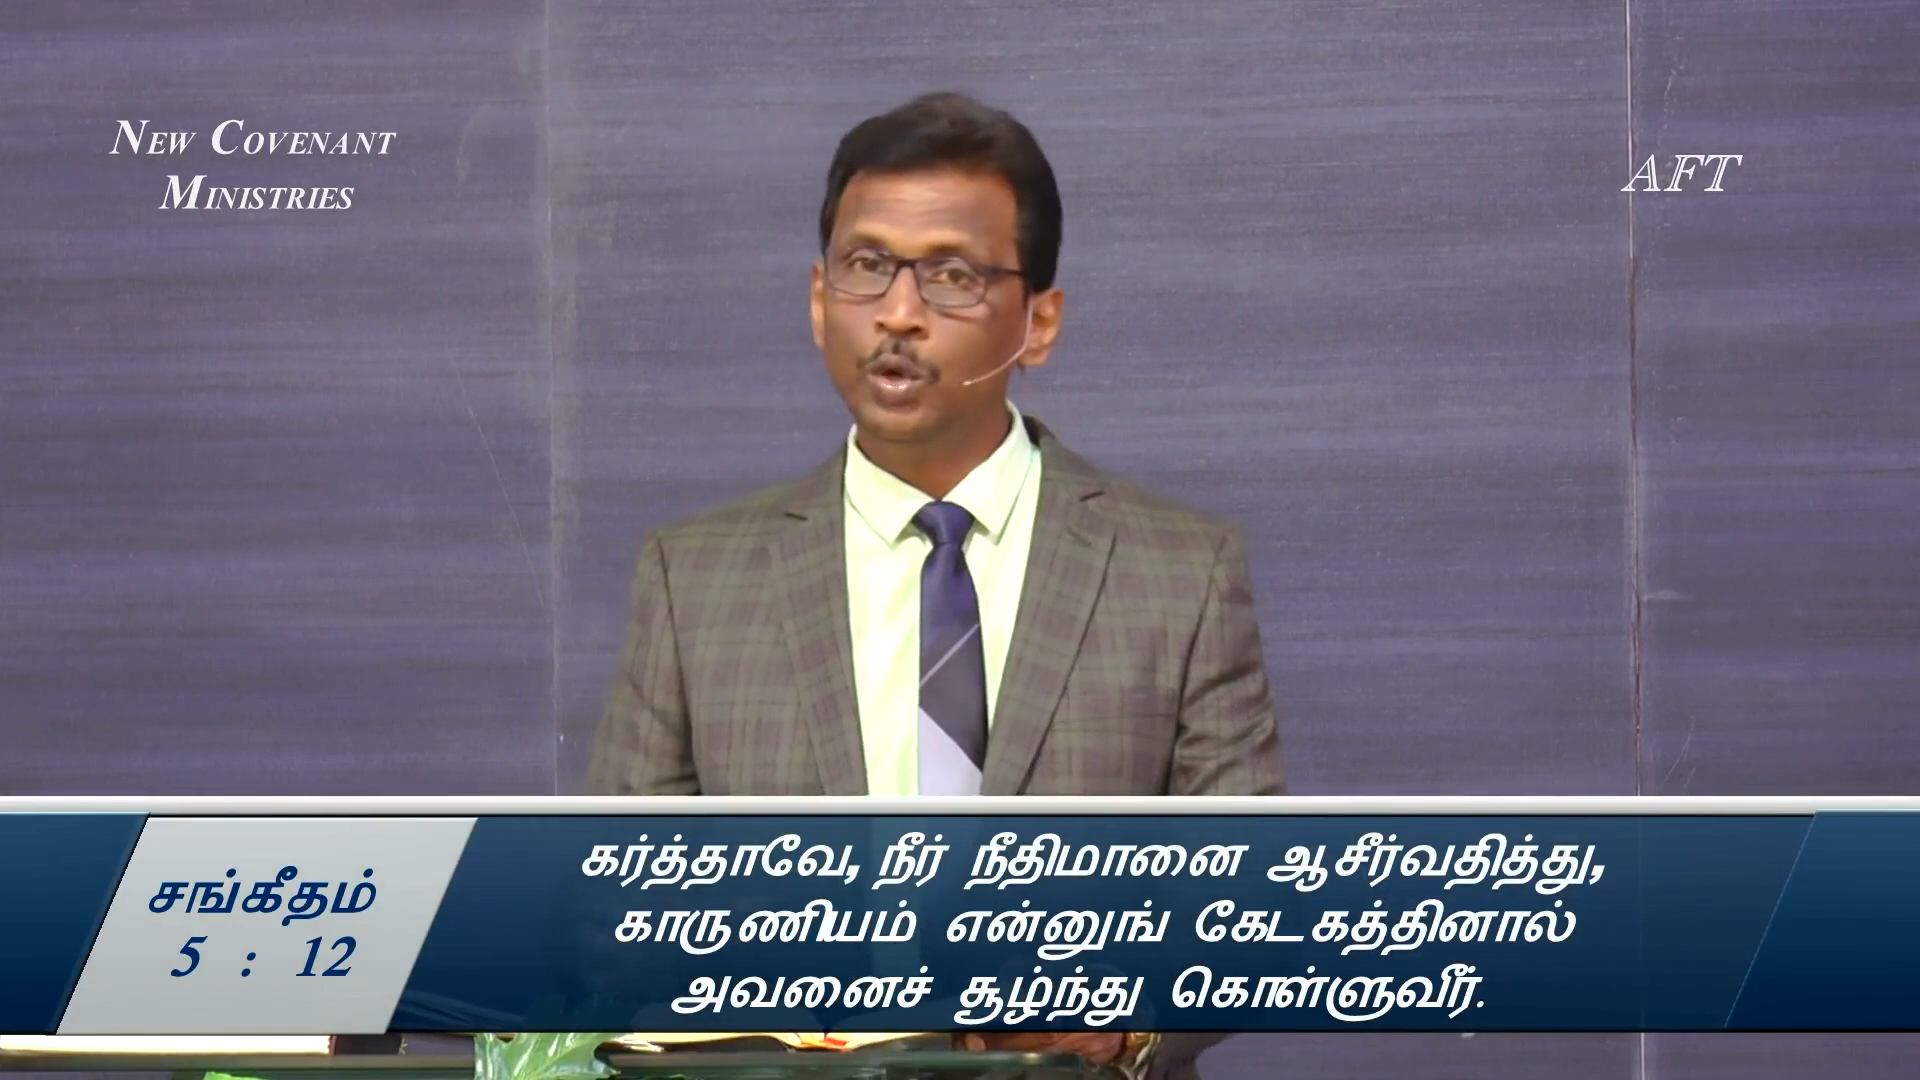 NEW COVENANT
MINISTRIES
AFT
சங்கீதம்
5 : 12
கர்த்தாவே, நீர் நீதிமானை ஆசீர்வதித்து,
காருணியம் என்னுங் கேடகத்தினால்
அவனைச் சூழ்ந்து கொள்ளுவீர்.